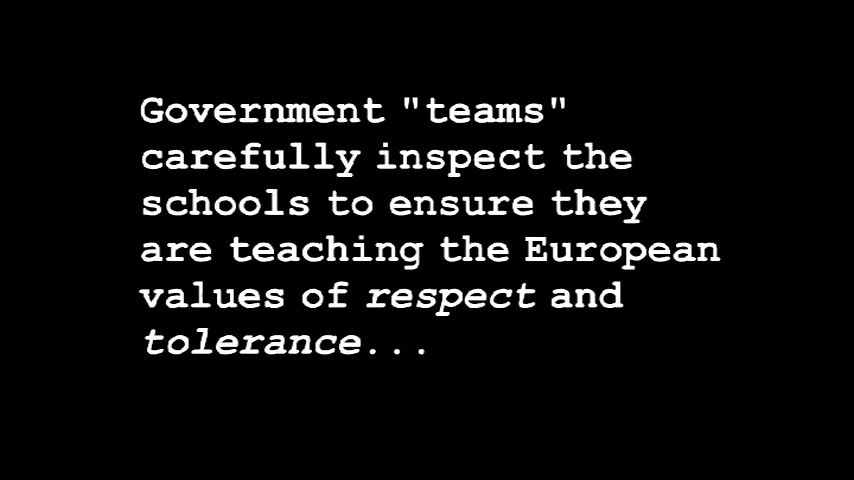 Government "teams"
carefully inspect the
schools to ensure they
are teaching the European
values of respect and
tolerance...